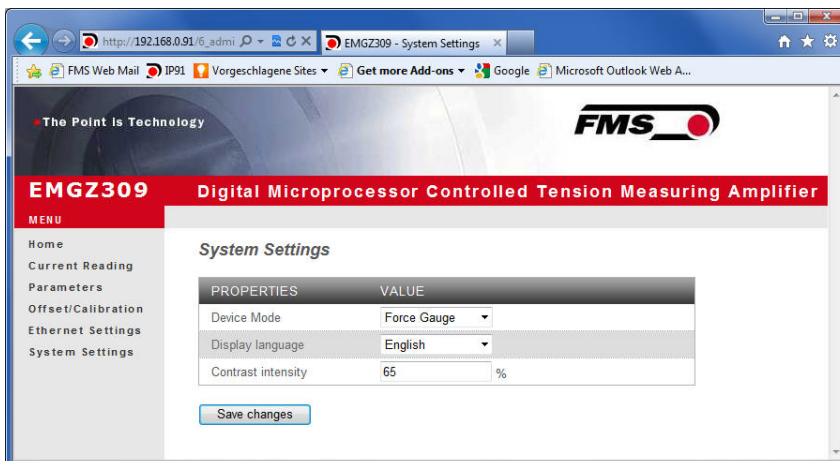 http://192.168.0.91/6_admi
EMGZ309 - System Settings
FMS Web Mail
IP91
Vorgeschlagene Sites
Get more Add-ons
Google
Microsoft Outlook Web A...
The Point is Technology
FMS
EMGZ309
Digital Microprocessor Controlled Tension Measuring Amplifier
MENU
Home
Current Reading
Parameters
Offset/Calibration
Ethernet Settings
System Settings
System Settings
PROPERTIES VALUE
Device Mode Force Gauge
Display language English
Contrast intensity 65 %
Save changes